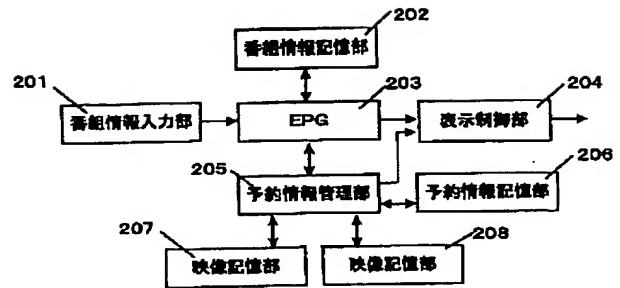 202
番組情報記憶部
201
203
204
番組情報入力部
EPG
表示制御部
205
206
予約情報管理部
予約情報記憶部
207
208
映像記憶部
映像記憶部